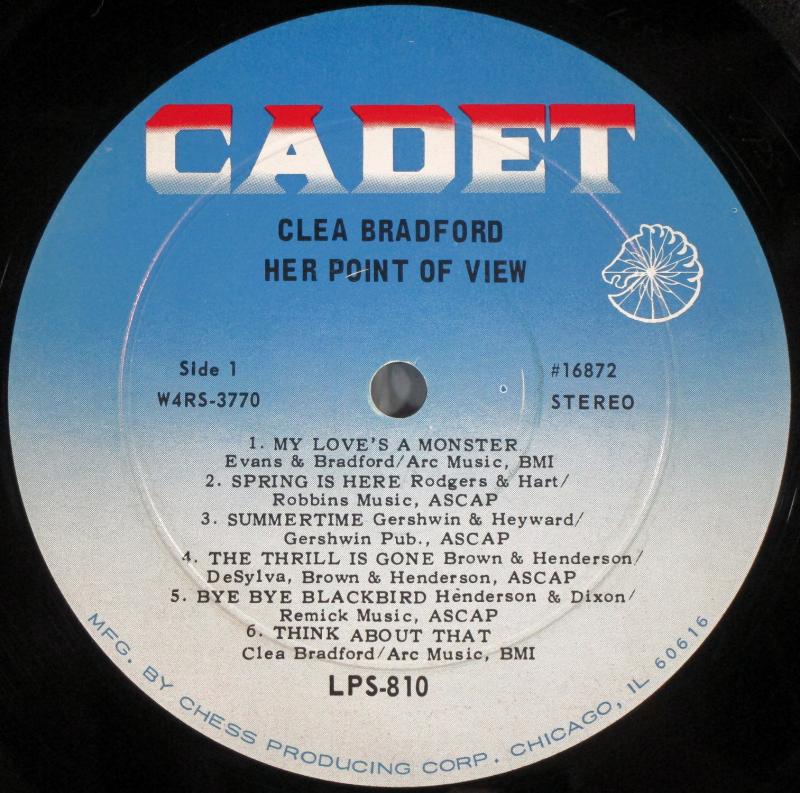 CADET
CLEA BRADFORD
HER POINT OF VIEW
Side 1
W4RS-3770
#16872
STEREO
1. MY LOVE'S A MONSTER
Evans & Bradford/Arc Music, BMI
2. SPRING IS HERE Rodgers & Hart/
Robbins Music, ASCAP
3. SUMMERTIME Gershwin & Heyward/
Gershwin Pub., ASCAP
4. THE THRILL IS GONE Brown & Henderson/
DeSylva, Brown & Henderson, ASCAP
5. BYE BYE BLACKBIRD Henderson & Dixon/
Remick Music, ASCAP
6. THINK ABOUT THAT
Clea Bradford/Arc Music, BMI
LPS-810
MFG. BY CHESS PRODUCING CORP. CHICAGO, IL 60616